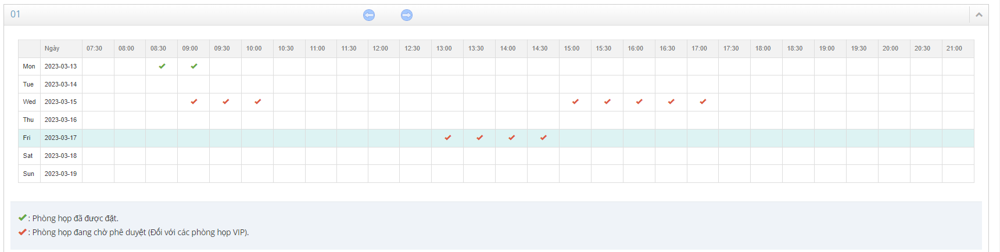 01
Ngày 07:30 08:00 08:30 09:00 09:30 10:00 10:30 11:00 11:30 12:00 12:30 13:00 13:30 14:00 14:30 15:00 15:30 16:00 16:30 17:00 17:30 18:00 18:30 19:00 19:30 20:00 20:30 21:00
Mon 2023-03-13
Tue 2023-03-14
Wed 2023-03-15
Thu 2023-03-16
Fri 2023-03-17
Sat 2023-03-18
Sun 2023-03-19
: Phòng họp đã được đặt.
: Phòng họp đang chờ phê duyệt (Đối với các phòng họp VIP).